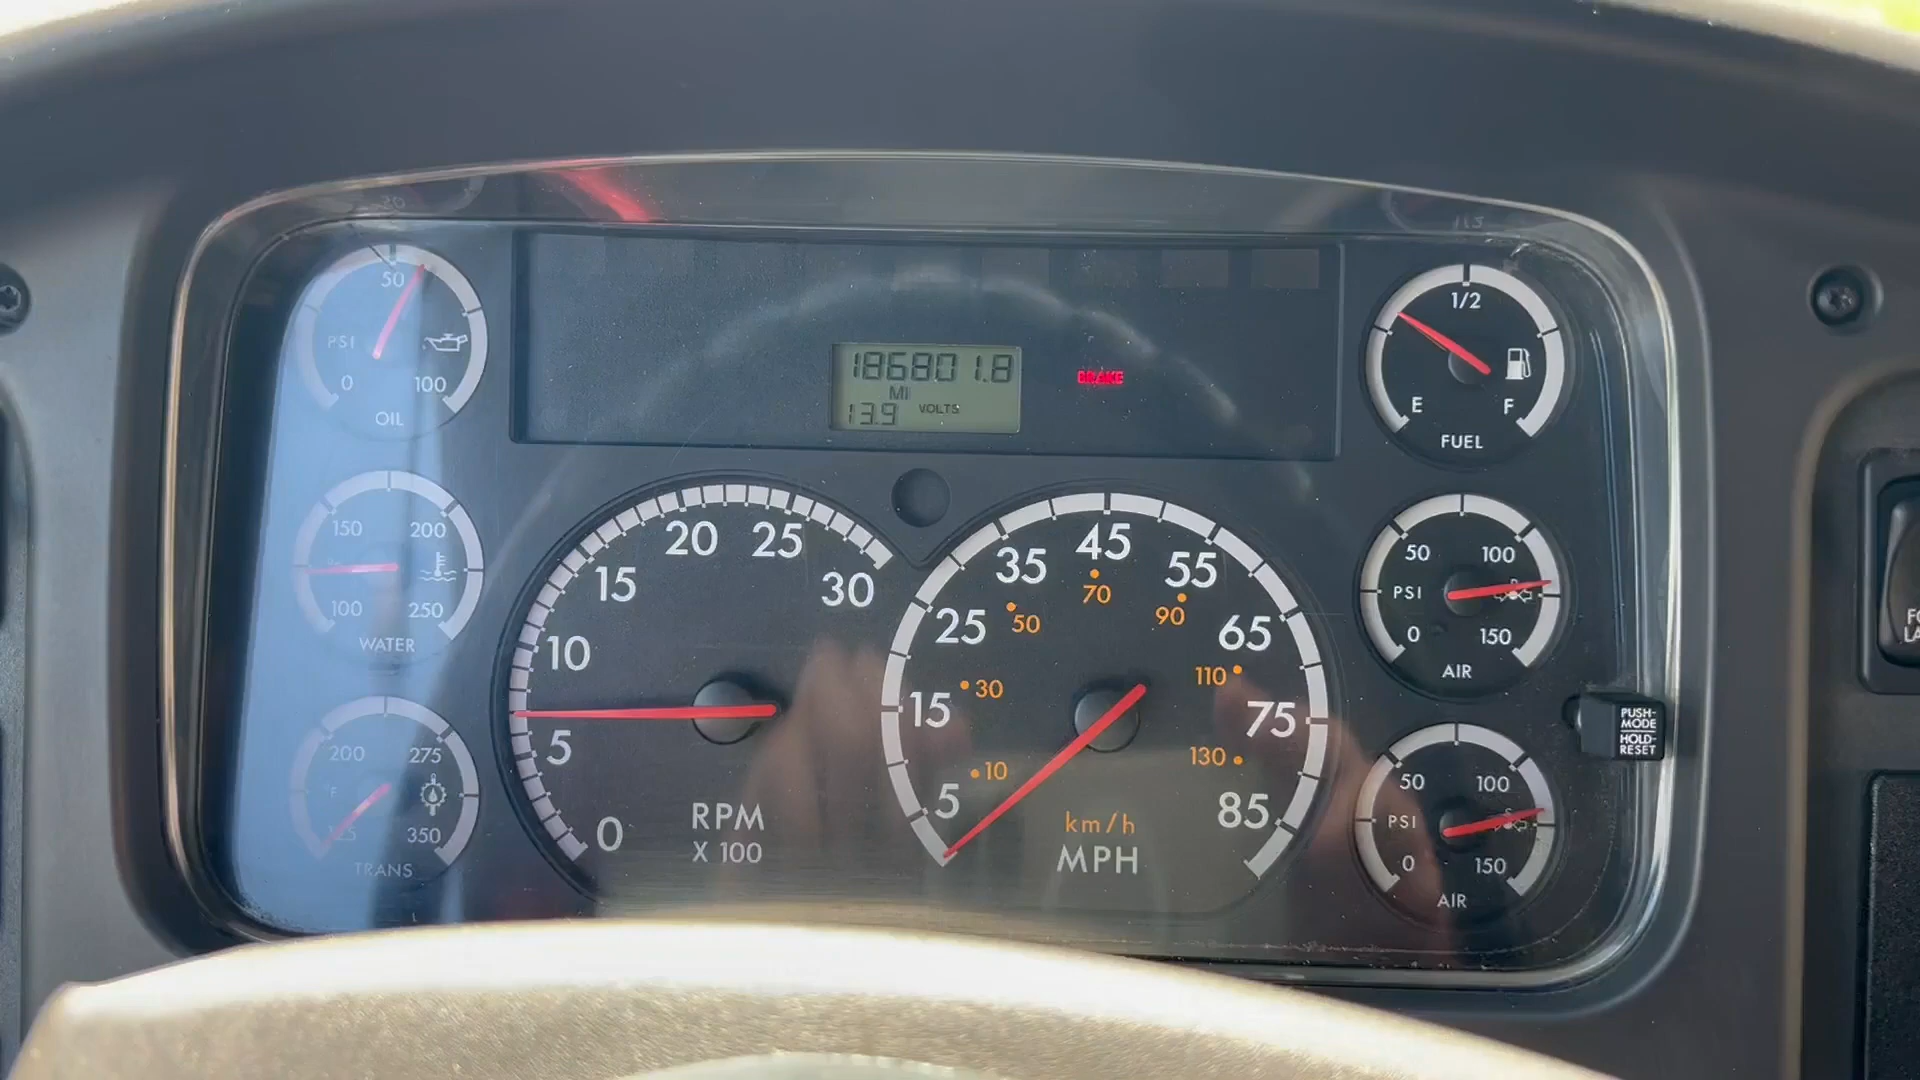 50
PSI
0 100
OIL
150 200
100 250
WATER
200 275
F
350
TRANS
186801.8
MI
13.9 VOLTS
BRAKE
0
5
10
15
20
25
30
RPM
X 100
5
15
25
35
45
55
65
75
85
10
30
50
70
90
110
130
km/h
MPH
1/2
E F
FUEL
50 100
PSI
0 150
AIR
50 100
PSI
0 150
AIR
PUSH-
MODE
HOLD-
RESET